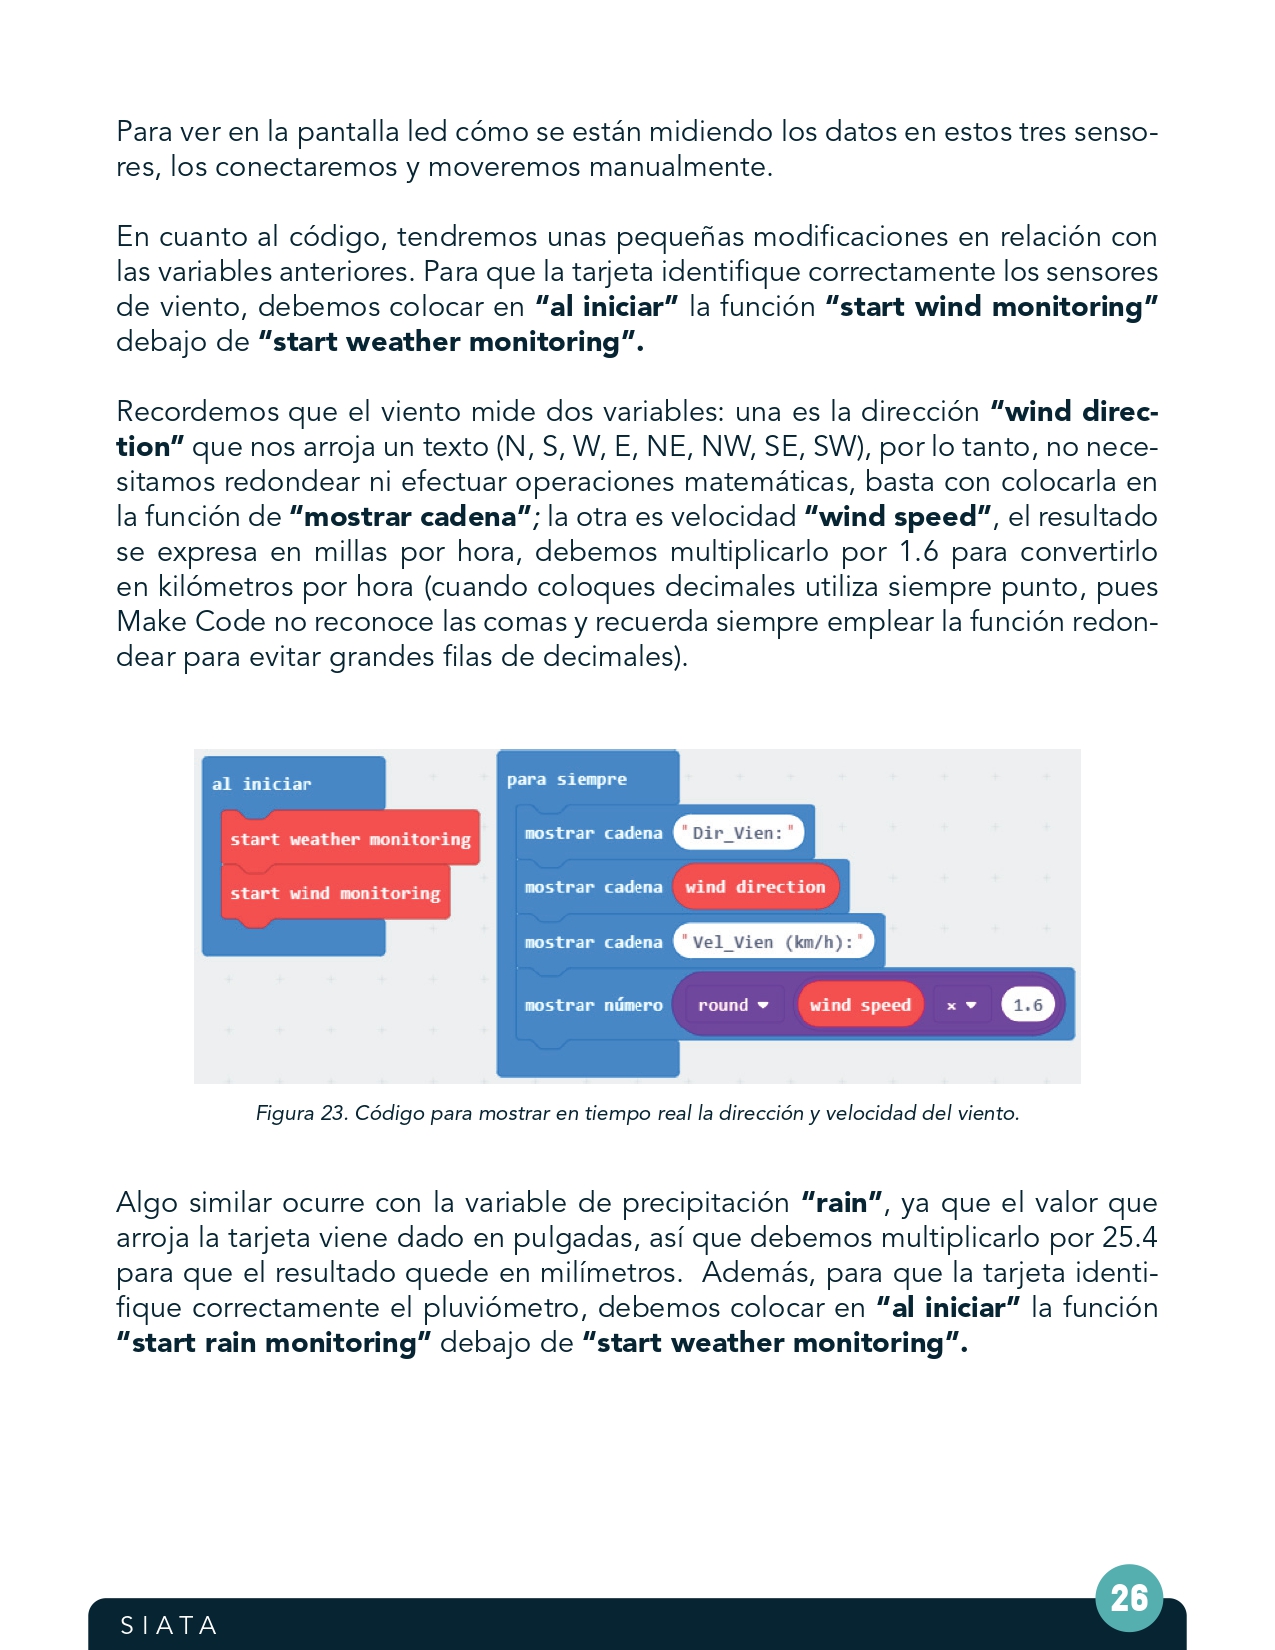 Para ver en la pantalla led cómo se están midiendo los datos en estos tres senso-
res, los conectaremos y moveremos manualmente.
En cuanto al código, tendremos unas pequeñas modificaciones en relación con
las variables anteriores. Para que la tarjeta identifique correctamente los sensores
de viento, debemos colocar en “al iniciar” la función “start wind monitoring”
debajo de “start weather monitoring”.
Recordemos que el viento mide dos variables: una es la dirección “wind direc-
tion” que nos arroja un texto (N, S, W, E, NE, NW, SE, SW), por lo tanto, no nece-
sitamos redondear ni efectuar operaciones matemáticas, basta con colocarla en
la función de “mostrar cadena”; la otra es velocidad “wind speed”, el resultado
se expresa en millas por hora, debemos multiplicarlo por 1.6 para convertirlo
en kilómetros por hora (cuando coloques decimales utiliza siempre punto, pues
Make Code no reconoce las comas y recuerda siempre emplear la función redon-
dear para evitar grandes filas de decimales).
al iniciar
start weather monitoring
start wind monitoring
para siempre
mostrar cadena "Dir_Vien:"
mostrar cadena wind direction
mostrar cadena "Vel_Vien (km/h):"
mostrar número round wind speed × 1.6
Figura 23. Código para mostrar en tiempo real la dirección y velocidad del viento.
Algo similar ocurre con la variable de precipitación “rain”, ya que el valor que
arroja la tarjeta viene dado en pulgadas, así que debemos multiplicarlo por 25.4
para que el resultado quede en milímetros. Además, para que la tarjeta identi-
fique correctamente el pluviómetro, debemos colocar en “al iniciar” la función
“start rain monitoring” debajo de “start weather monitoring”.
26
SIATA